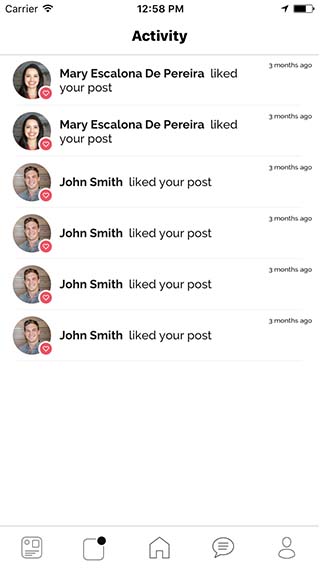 Carrier 12:58 PM
Activity
Mary Escalona De Pereira liked 3 months ago
your post
Mary Escalona De Pereira liked 3 months ago
your post
John Smith liked your post 3 months ago
John Smith liked your post 3 months ago
John Smith liked your post 3 months ago
John Smith liked your post 3 months ago